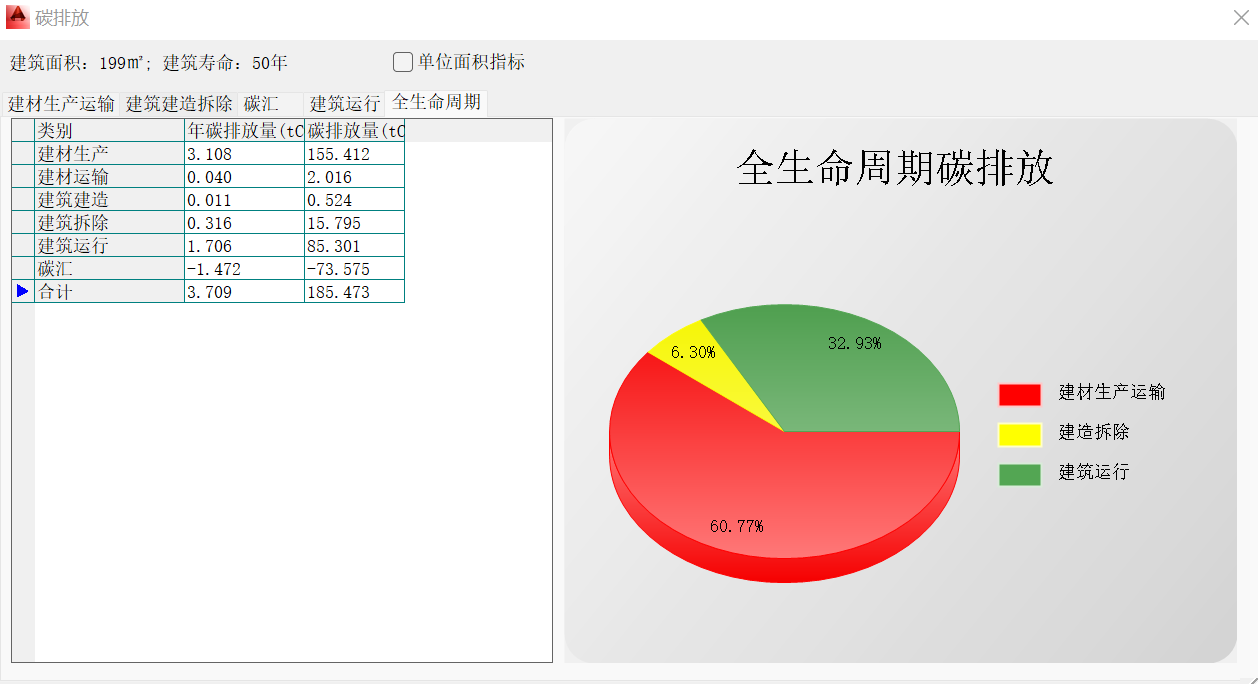 碳排放
建筑面积: 199㎡; 建筑寿命: 50年 单位面积指标
建材生产运输 建筑建造拆除 碳汇 建筑运行 全生命周期
类别 年碳排放量(tC 碳排放量(tC
建材生产 3.108 155.412
建材运输 0.040 2.016
建筑建造 0.011 0.524
建筑拆除 0.316 15.795
建筑运行 1.706 85.301
碳汇 -1.472 -73.575
合计 3.709 185.473
全生命周期碳排放
32.93%
6.30%
60.77%
建材生产运输
建造拆除
建筑运行